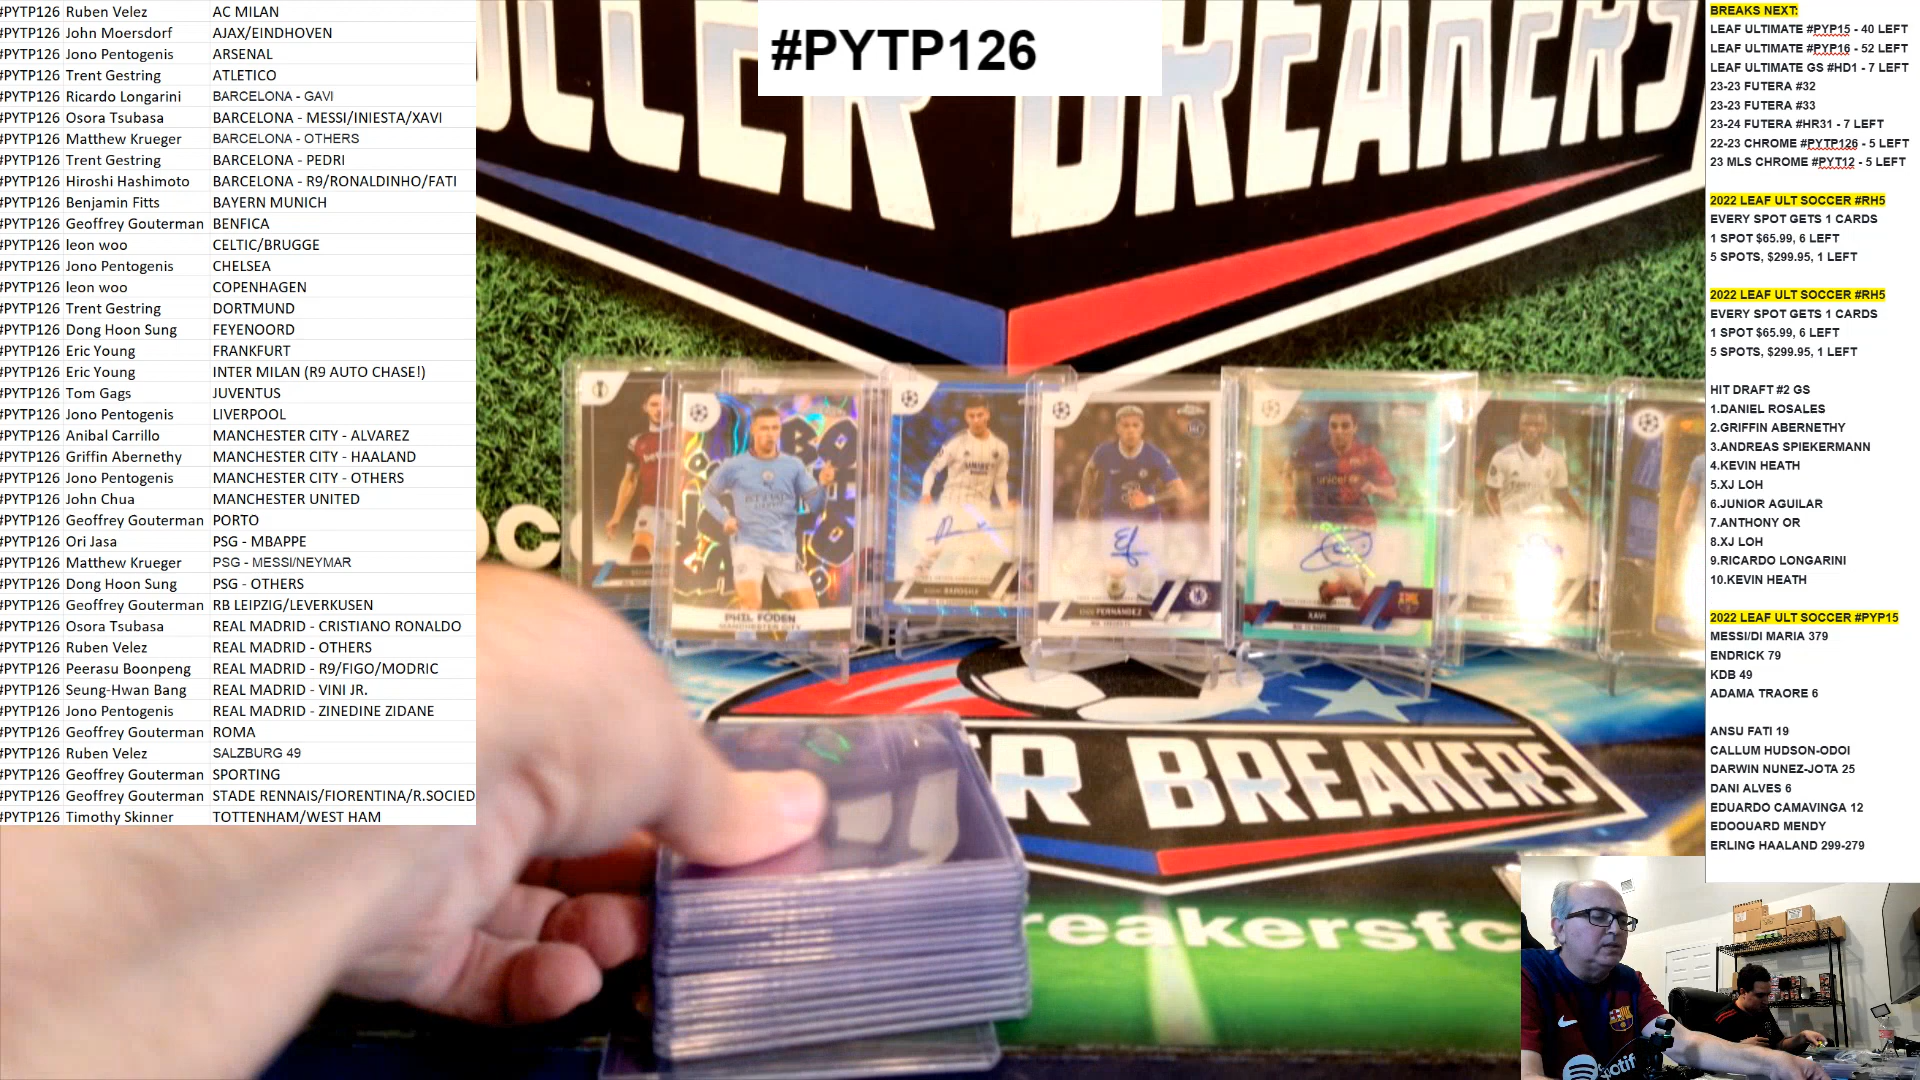 #PYTP126 Ruben Velez AC MILAN
#PYTP126 John Moersdorf AJAX/EINDHOVEN
#PYTP126 Jono Pentogenis ARSENAL
#PYTP126 Trent Gestring ATLETICO
#PYTP126 Ricardo Longarini BARCELONA - GAVI
#PYTP126 Osora Tsubasa BARCELONA - MESSI/INIESTA/XAVI
#PYTP126 Matthew Krueger BARCELONA - OTHERS
#PYTP126 Trent Gestring BARCELONA - PEDRI
#PYTP126 Hiroshi Hashimoto BARCELONA - R9/RONALDINHO/FATI
#PYTP126 Benjamin Fitts BAYERN MUNICH
#PYTP126 Geoffrey Gouterman BENFICA
#PYTP126 leon woo CELTIC/BRUGGE
#PYTP126 Jono Pentogenis CHELSEA
#PYTP126 leon woo COPENHAGEN
#PYTP126 Trent Gestring DORTMUND
#PYTP126 Dong Hoon Sung FEYENOORD
#PYTP126 Eric Young FRANKFURT
#PYTP126 Eric Young INTER MILAN (R9 AUTO CHASE!)
#PYTP126 Tom Gags JUVENTUS
#PYTP126 Jono Pentogenis LIVERPOOL
#PYTP126 Anibal Carrillo MANCHESTER CITY - ALVAREZ
#PYTP126 Griffin Abernethy MANCHESTER CITY - HAALAND
#PYTP126 Jono Pentogenis MANCHESTER CITY - OTHERS
#PYTP126 John Chua MANCHESTER UNITED
#PYTP126 Geoffrey Gouterman PORTO
#PYTP126 Ori Jasa PSG - MBAPPE
#PYTP126 Matthew Krueger PSG - MESSI/NEYMAR
#PYTP126 Dong Hoon Sung PSG - OTHERS
#PYTP126 Geoffrey Gouterman RB LEIPZIG/LEVERKUSEN
#PYTP126 Osora Tsubasa REAL MADRID - CRISTIANO RONALDO
#PYTP126 Ruben Velez REAL MADRID - OTHERS
#PYTP126 Peerasu Boonpeng REAL MADRID - R9/FIGO/MODRIC
#PYTP126 Seung-Hwan Bang REAL MADRID - VINI JR.
#PYTP126 Jono Pentogenis REAL MADRID - ZINEDINE ZIDANE
#PYTP126 Geoffrey Gouterman ROMA
#PYTP126 Ruben Velez SALZBURG 49
#PYTP126 Geoffrey Gouterman SPORTING
#PYTP126 Geoffrey Gouterman STADE RENNAIS/FIORENTINA/R.SOCIED
#PYTP126 Timothy Skinner TOTTENHAM/WEST HAM
#PYTP126
BREAKERS
PHIL FODEN
MANCHESTER CITY
FERNANDEZ
XAVI
BREAKERS
reakersfc
BREAKS NEXT:
LEAF ULTIMATE #PYP15 - 40 LEFT
LEAF ULTIMATE #PYP16 - 52 LEFT
LEAF ULTIMATE GS #HD1 - 7 LEFT
23-23 FUTERA #32
23-23 FUTERA #33
23-24 FUTERA #HR31 - 7 LEFT
22-23 CHROME #PYTP126 - 5 LEFT
23 MLS CHROME #PYT12 - 5 LEFT
2022 LEAF ULT SOCCER #RH5
EVERY SPOT GETS 1 CARDS
1 SPOT $65.99, 6 LEFT
5 SPOTS, $299.95, 1 LEFT
2022 LEAF ULT SOCCER #RH5
EVERY SPOT GETS 1 CARDS
1 SPOT $65.99, 6 LEFT
5 SPOTS, $299.95, 1 LEFT
HIT DRAFT #2 GS
1.DANIEL ROSALES
2.GRIFFIN ABERNETHY
3.ANDREAS SPIEKERMANN
4.KEVIN HEATH
5.XJ LOH
6.JUNIOR AGUILAR
7.ANTHONY OR
8.XJ LOH
9.RICARDO LONGARINI
10.KEVIN HEATH
2022 LEAF ULT SOCCER #PYP15
MESSI/DI MARIA 379
ENDRICK 79
KDB 49
ADAMA TRAORE 6
ANSU FATI 19
CALLUM HUDSON-ODOI
DARWIN NUNEZ-JOTA 25
DANI ALVES 6
EDUARDO CAMAVINGA 12
EDOOUARD MENDY
ERLING HAALAND 299-279